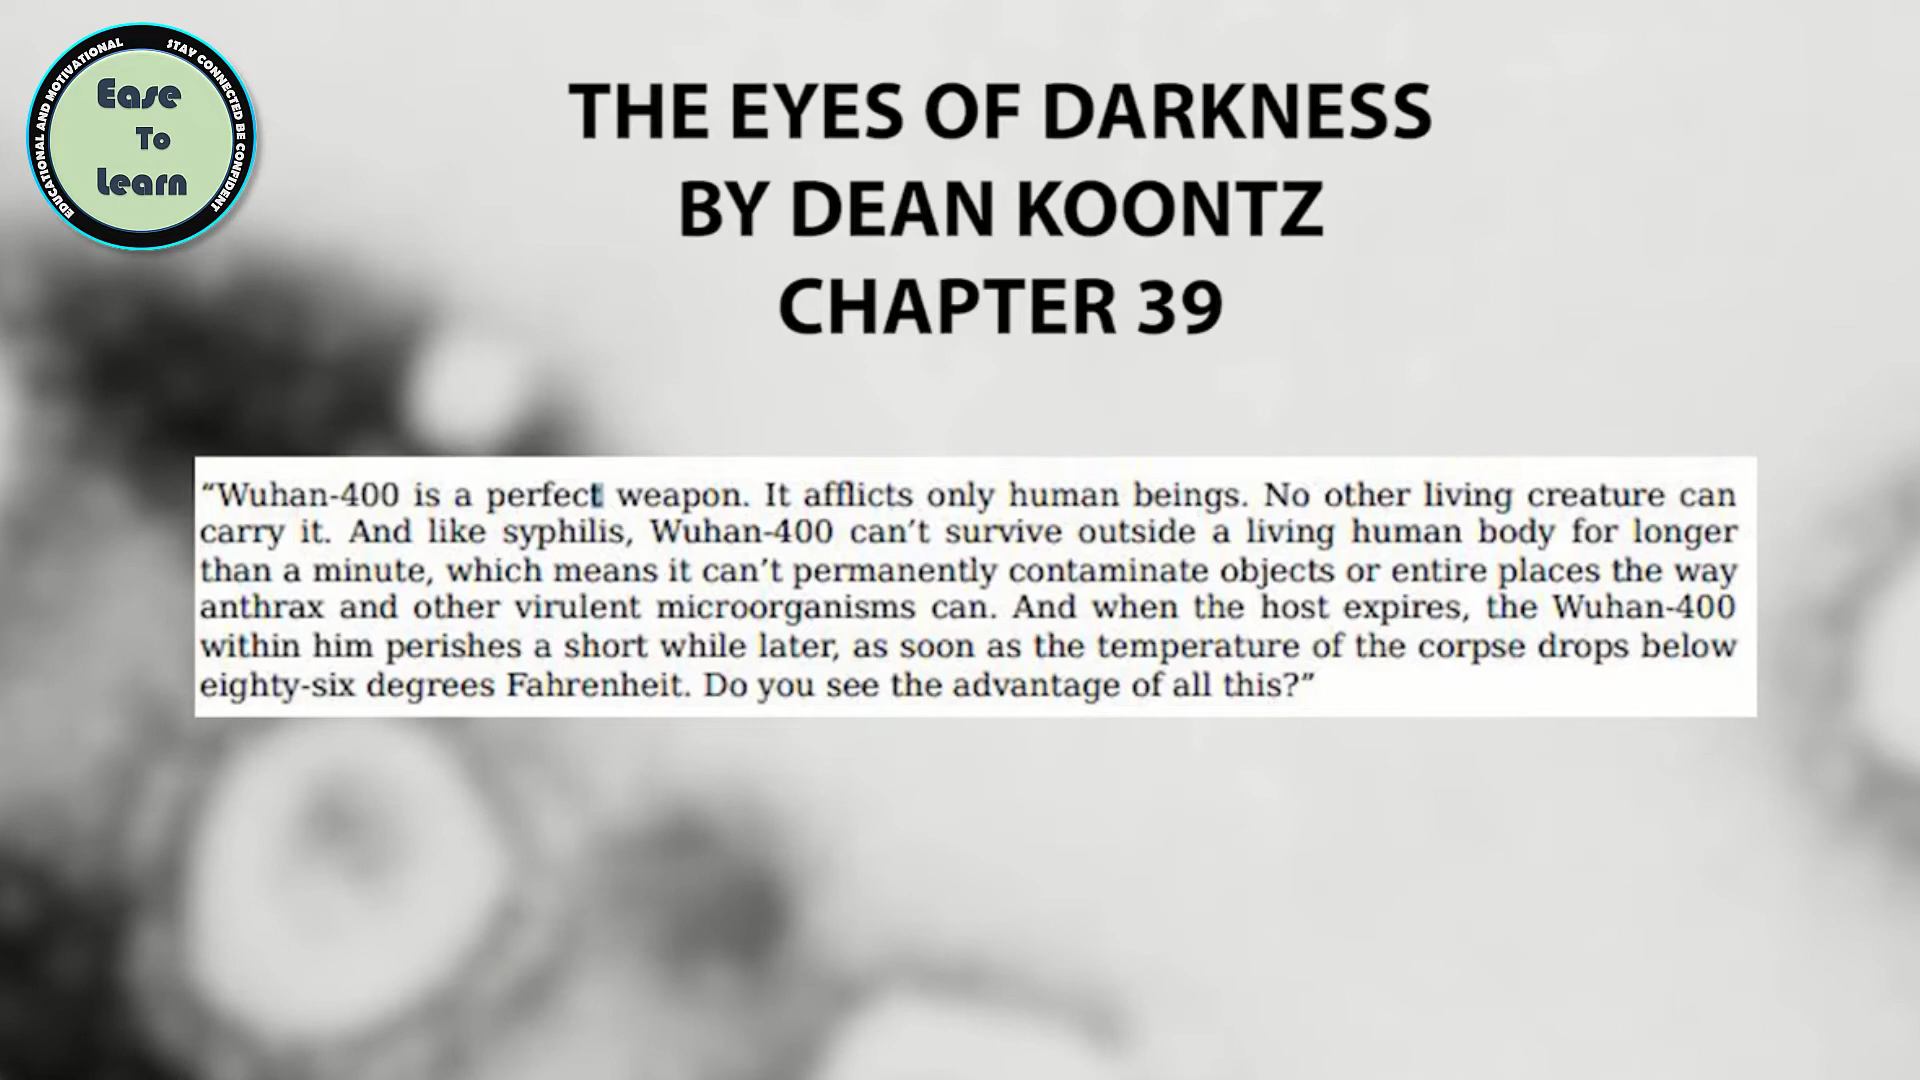 EDUCATIONAL AND MOTIVATIONAL
STAY CONNECTED BE CONFIDENT
Ease
To
Learn
THE EYES OF DARKNESS
BY DEAN KOONTZ
CHAPTER 39
“Wuhan-400 is a perfect weapon. It afflicts only human beings. No other living creature can
carry it. And like syphilis, Wuhan-400 can’t survive outside a living human body for longer
than a minute, which means it can’t permanently contaminate objects or entire places the way
anthrax and other virulent microorganisms can. And when the host expires, the Wuhan-400
within him perishes a short while later, as soon as the temperature of the corpse drops below
eighty-six degrees Fahrenheit. Do you see the advantage of all this?”